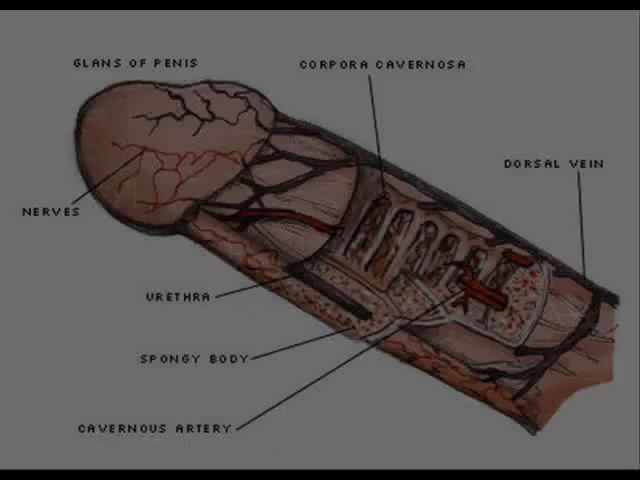 GLANS OF PENIS
CORPORA CAVERNOSA
DORSAL VEIN
NERVES
URETHRA
SPONGY BODY
CAVERNOUS ARTERY